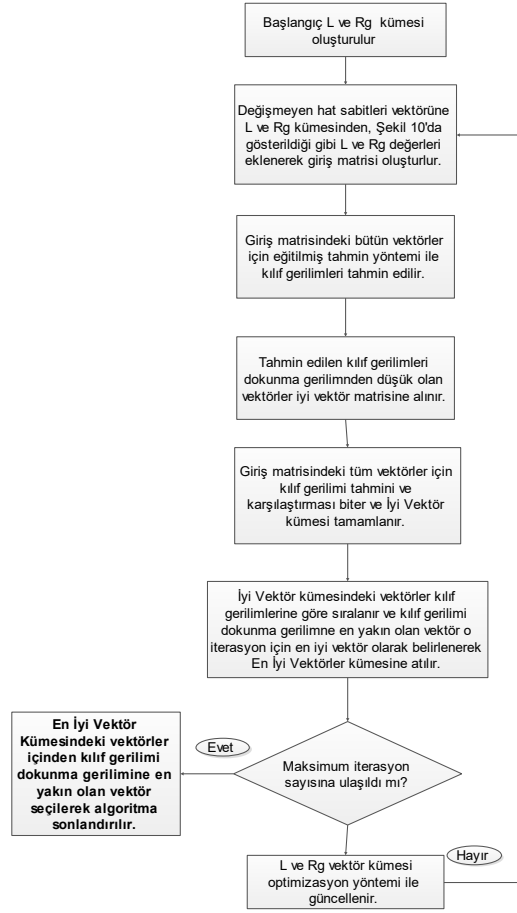 Başlangıç L ve Rg kümesi
oluşturulur
Değişmeyen hat sabitleri vektörüne
L ve Rg kümesinden, Şekil 10'da
gösterildiği gibi L ve Rg değerleri
eklenerek giriş matrisi oluşturlur.
Giriş matrisindeki bütün vektörler
için eğitilmiş tahmin yöntemi ile
kılıf gerilimleri tahmin edilir.
Tahmin edilen kılıf gerilimleri
dokunma gerilimnden düşük olan
vektörler iyi vektör matrisine alınır.
Giriş matrisindeki tüm vektörler için
kılıf gerilimi tahmini ve
karşılaştırması biter ve İyi Vektör
kümesi tamamlanır.
İyi Vektör kümesindeki vektörler kılıf
gerilimlerine göre sıralanır ve kılıf gerilimi
dokunma gerilimne en yakın olan vektör o
iterasyon için en iyi vektör olarak belirlenerek
En İyi Vektörler kümesine atılır.
Maksimum iterasyon
sayısına ulaşıldı mı?
Evet
En İyi Vektör
Kümesindeki vektörler
içinden kılıf gerilimi
dokunma gerilimine en
yakın olan vektör
seçilerek algoritma
sonlandırılır.
Hayır
L ve Rg vektör kümesi
optimizasyon yöntemi ile
güncellenir.